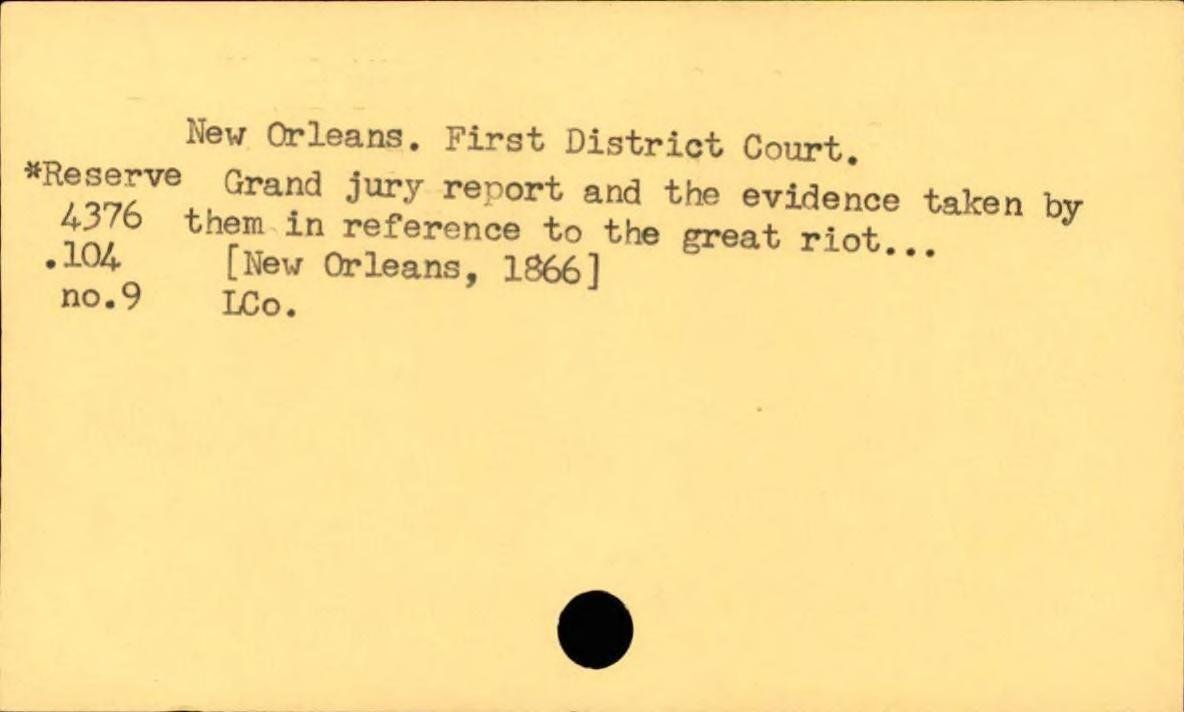 New Orleans. First District Court.
*Reserve Grand jury report and the evidence taken by
4376 them in reference to the great riot...
.104 [New Orleans, 1866]
no.9 LCo.